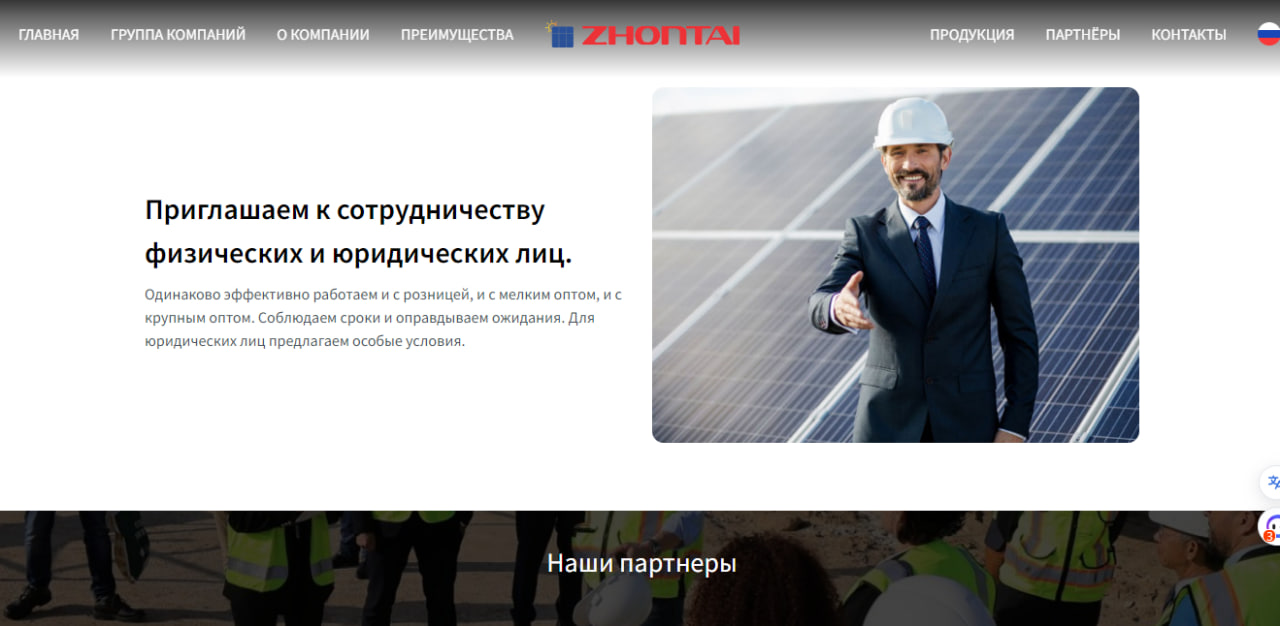 ГЛАВНАЯ ГРУППА КОМПАНИЙ О КОМПАНИИ ПРЕИМУЩЕСТВА ZHONTAI ПРОДУКЦИЯ ПАРТНЁРЫ КОНТАКТЫ
Приглашаем к сотрудничеству
физических и юридических лиц.
Одинаково эффективно работаем и с розницей, и с мелким оптом, и с
крупным оптом. Соблюдаем сроки и оправдываем ожидания. Для
юридических лиц предлагаем особые условия.
3
Наши партнеры